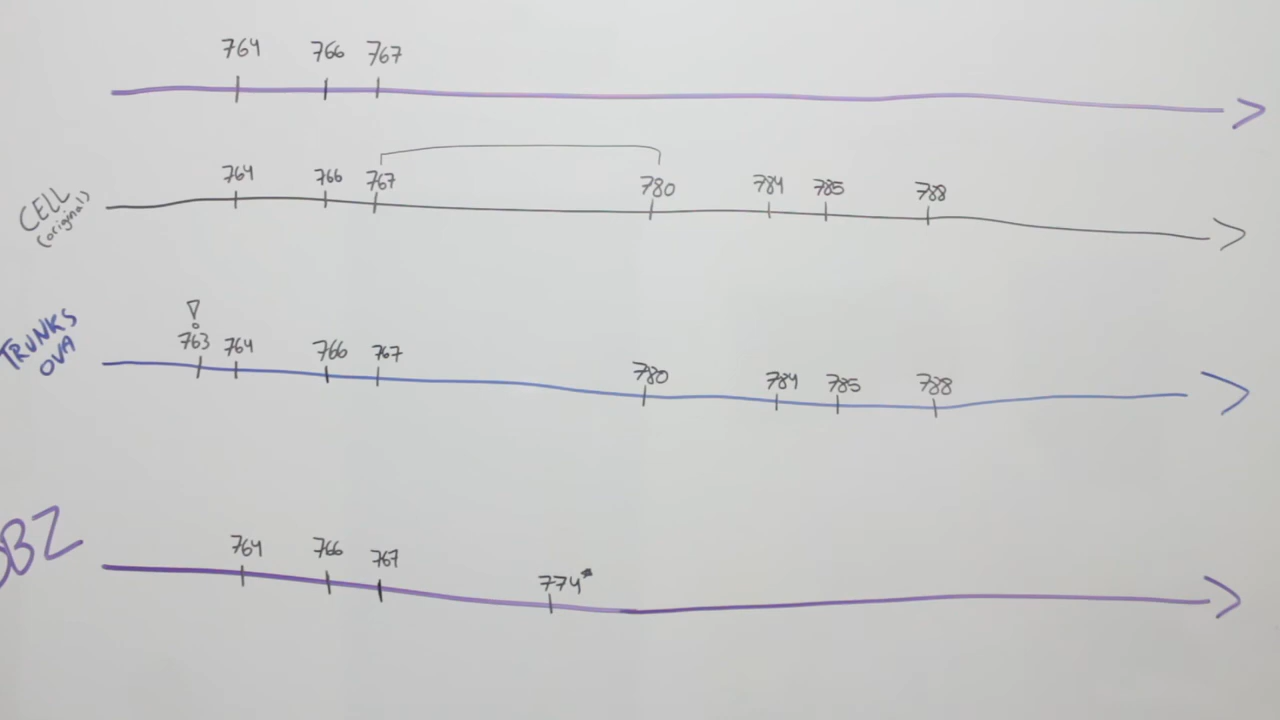 764 766 767
CELL
(original)
764 766 767 780 784 785 788
TRUNKS
OVA
!
763 764 766 767 780 784 785 788
DBZ
764 766 767 774*